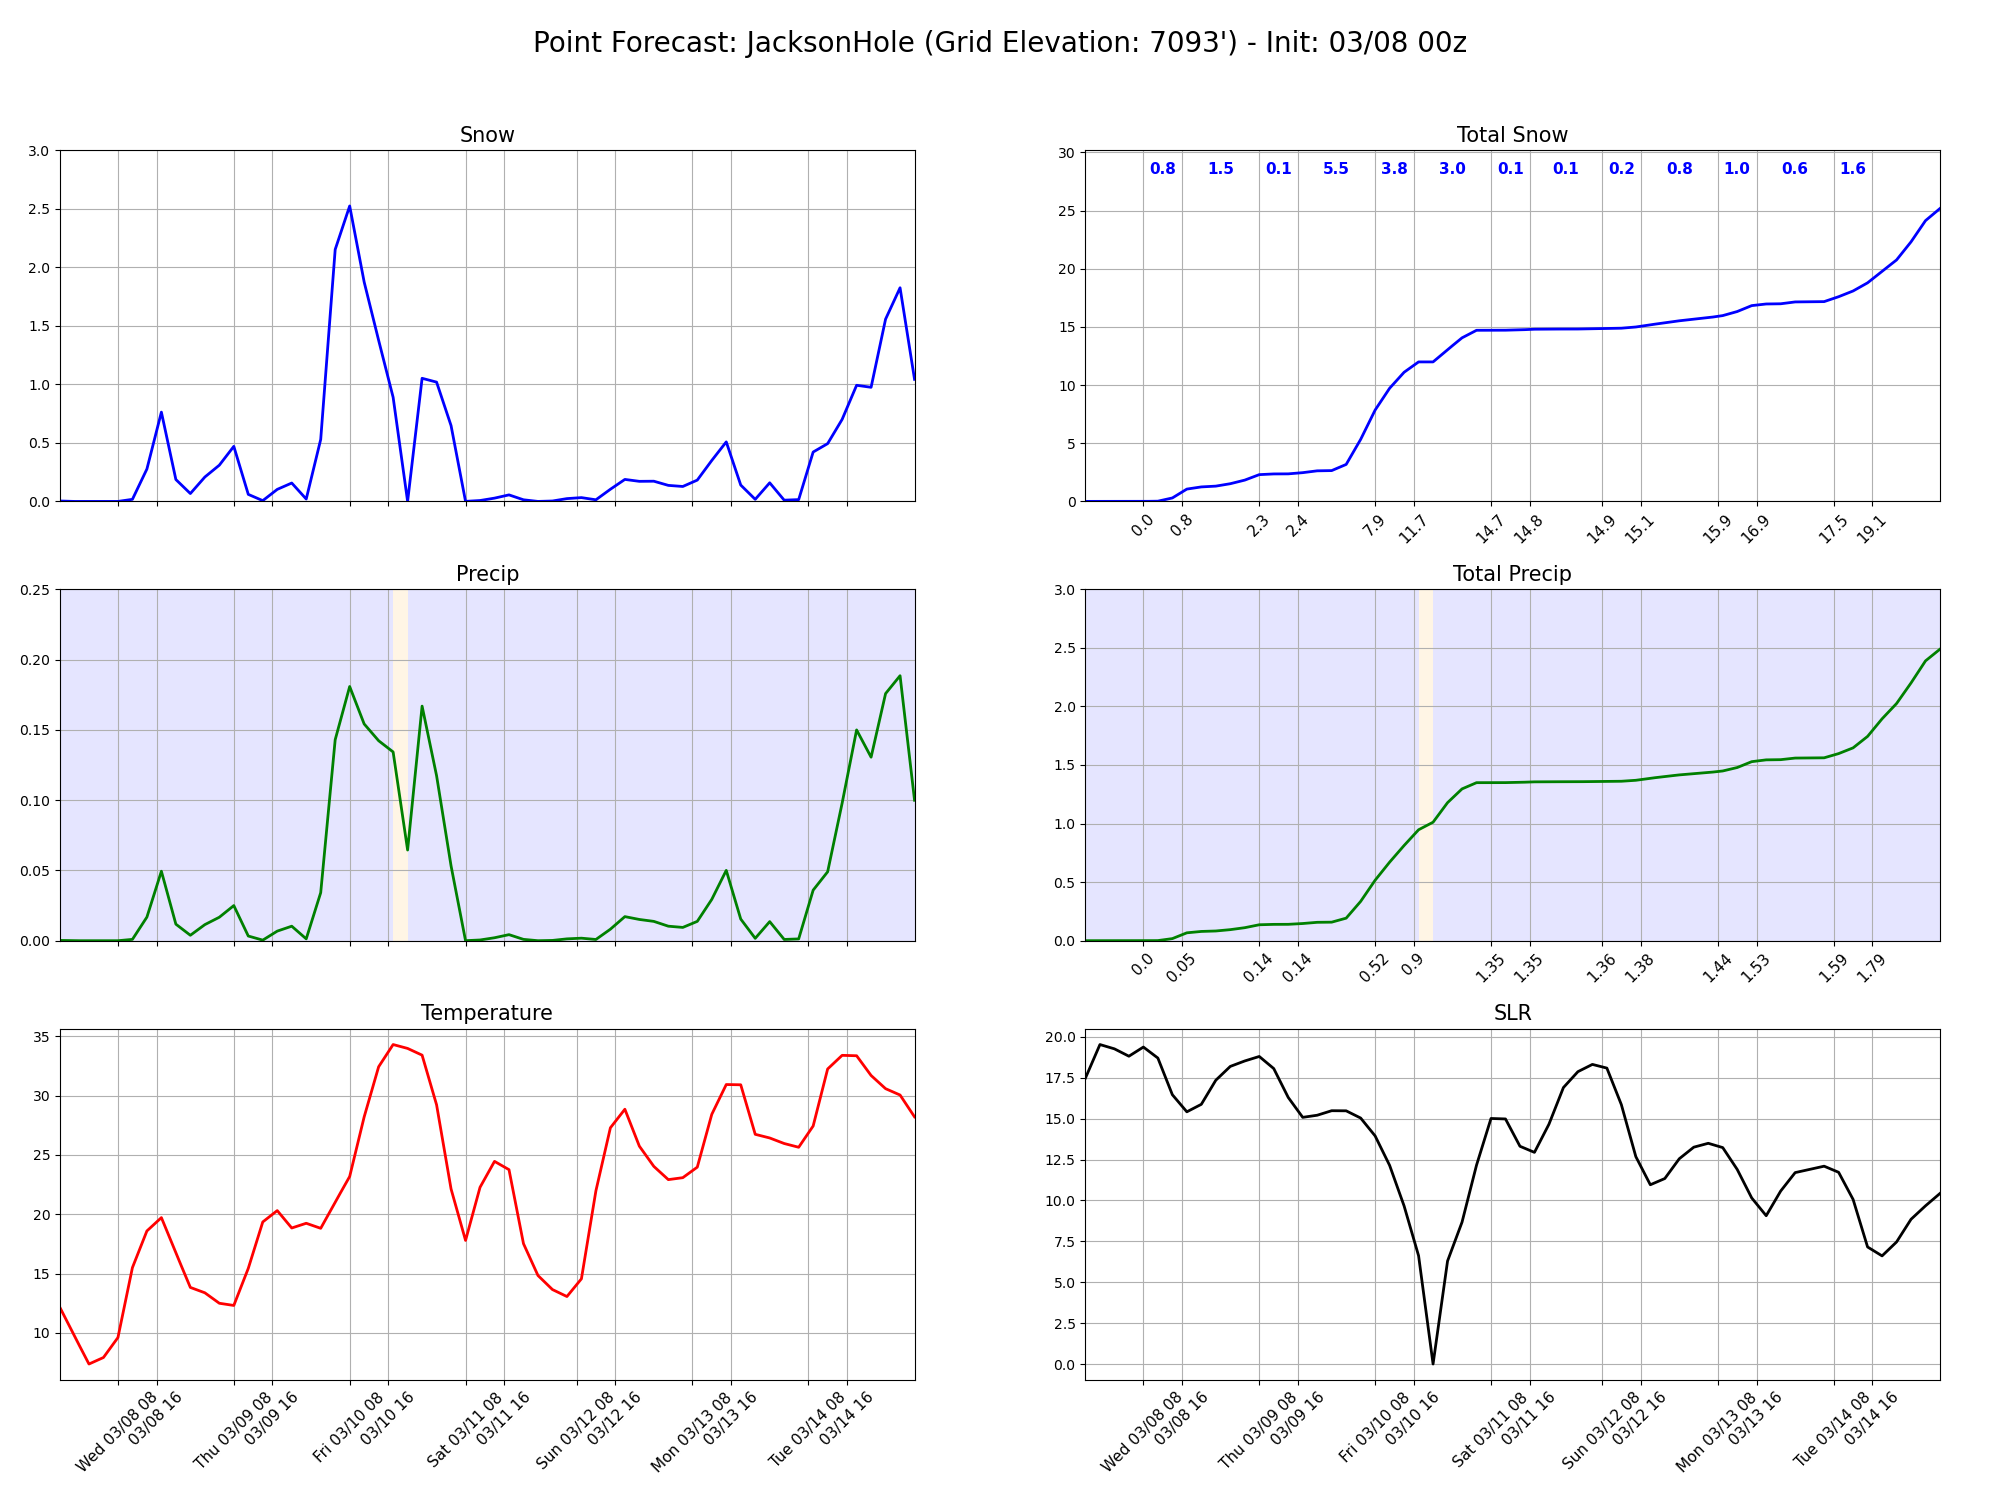 Point Forecast: JacksonHole (Grid Elevation: 7093') - Init: 03/08 00z
Snow
3.0
2.5
2.0
1.5
1.0
0.5
0.0
Total Snow
30
25
20
15
10
5
0
0.8 1.5 0.1 5.5 3.8 3.0 0.1 0.1 0.2 0.8 1.0 0.6 1.6
0.0 0.8 2.3 2.4 7.9 11.7 14.7 14.8 14.9 15.1 15.9 16.9 17.5 19.1
Precip
0.25
0.20
0.15
0.10
0.05
0.00
Total Precip
3.0
2.5
2.0
1.5
1.0
0.5
0.0
0.0 0.05 0.14 0.14 0.52 0.9 1.35 1.35 1.36 1.38 1.44 1.53 1.59 1.79
Temperature
35
30
25
20
15
10
Wed 03/08 08
03/08 16
Thu 03/09 08
03/09 16
Fri 03/10 08
03/10 16
Sat 03/11 08
03/11 16
Sun 03/12 08
03/12 16
Mon 03/13 08
03/13 16
Tue 03/14 08
03/14 16
SLR
20.0
17.5
15.0
12.5
10.0
7.5
5.0
2.5
0.0
Wed 03/08 08
03/08 16
Thu 03/09 08
03/09 16
Fri 03/10 08
03/10 16
Sat 03/11 08
03/11 16
Sun 03/12 08
03/12 16
Mon 03/13 08
03/13 16
Tue 03/14 08
03/14 16